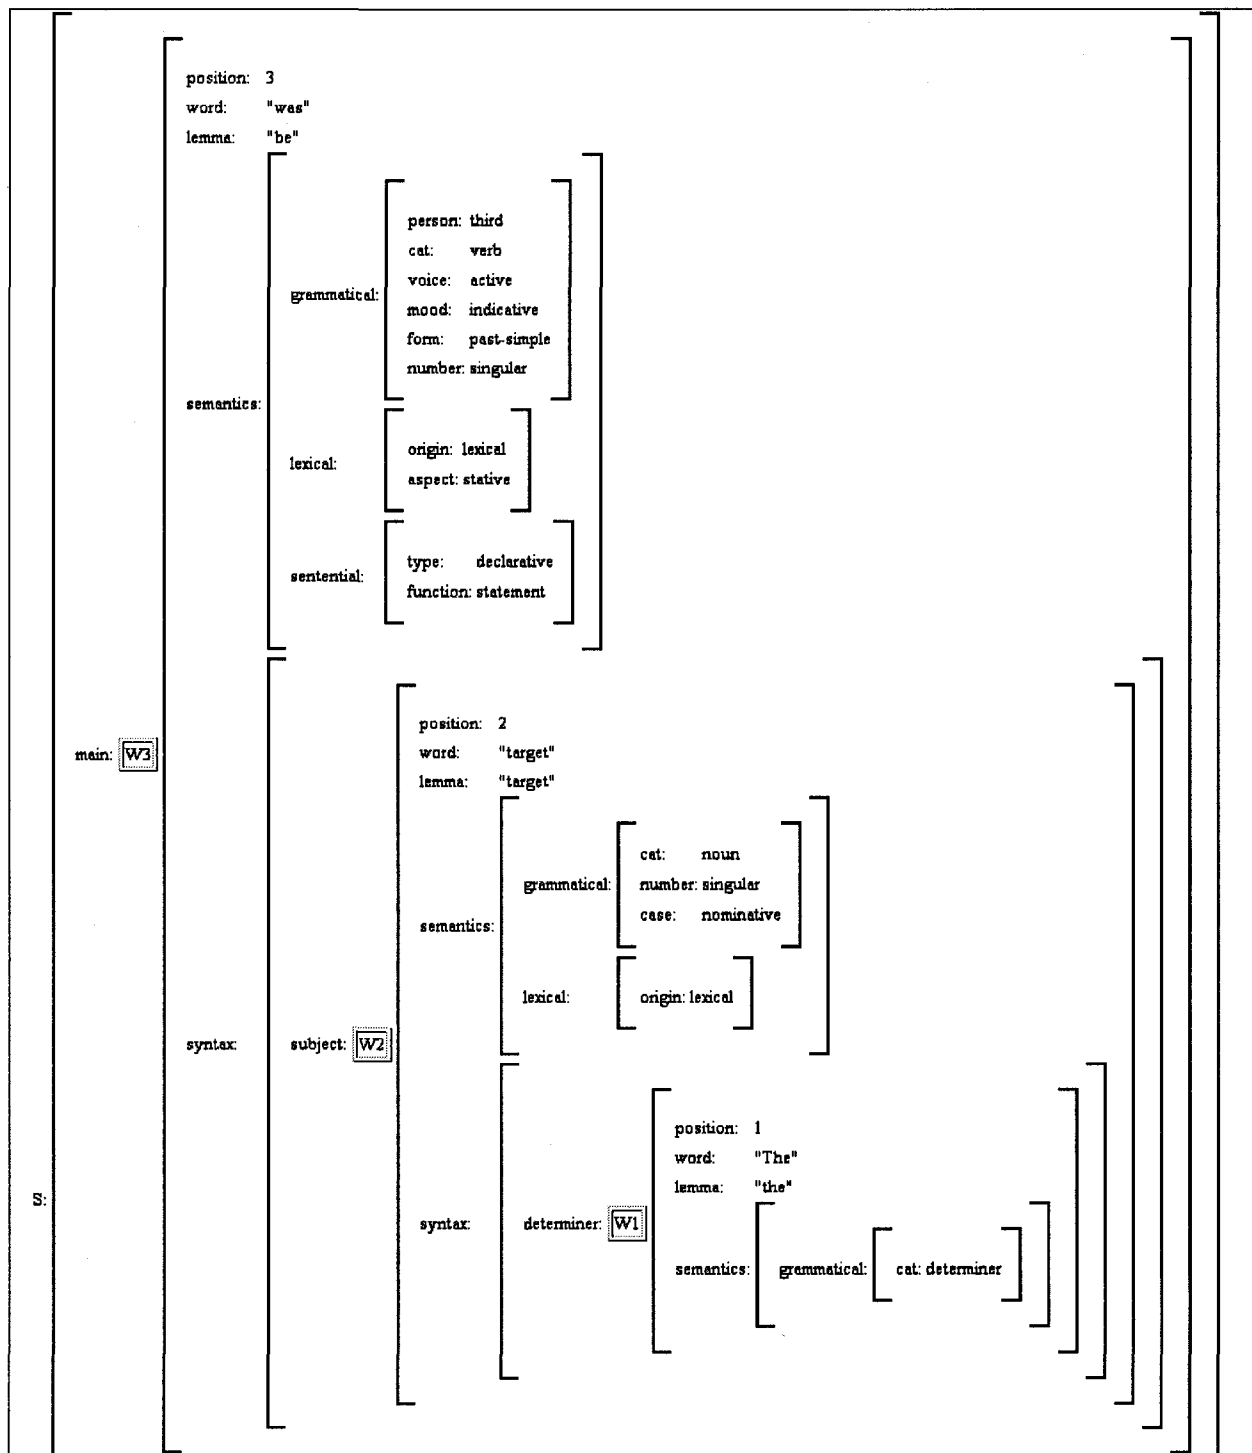 position: 3
word: "was"
lemma: "be"
person: third
cat: verb
voice: active
grammatical:
mood: indicative
form: past-simple
number: singular
semantics:
origin: lexical
lexical:
aspect: stative
type: declarative
sentential:
function: statement
position: 2
word: "target"
main: W3
lemma: "target"
cat: noun
grammatical: number: singular
case: nominative
semantics:
lexical: origin: lexical
syntax: subject: W2
position: 1
word: "The"
lemma: "the"
S:
syntax: determiner: W1
semantics: grammatical: cat: determiner